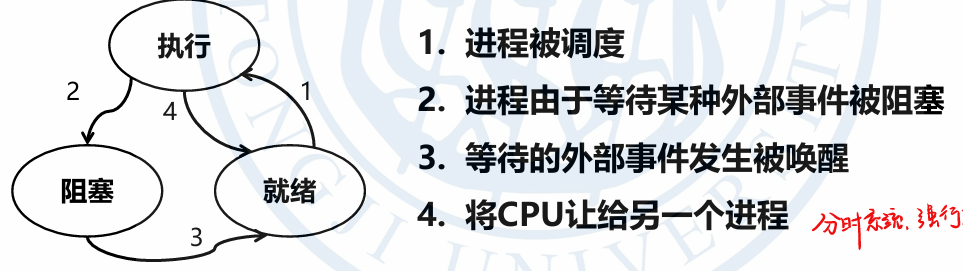 执行
2
4
1
阻塞
就绪
3
1. 进程被调度
2. 进程由于等待某种外部事件被阻塞
3. 等待的外部事件发生被唤醒
4. 将CPU让给另一个进程
分时系统、强行